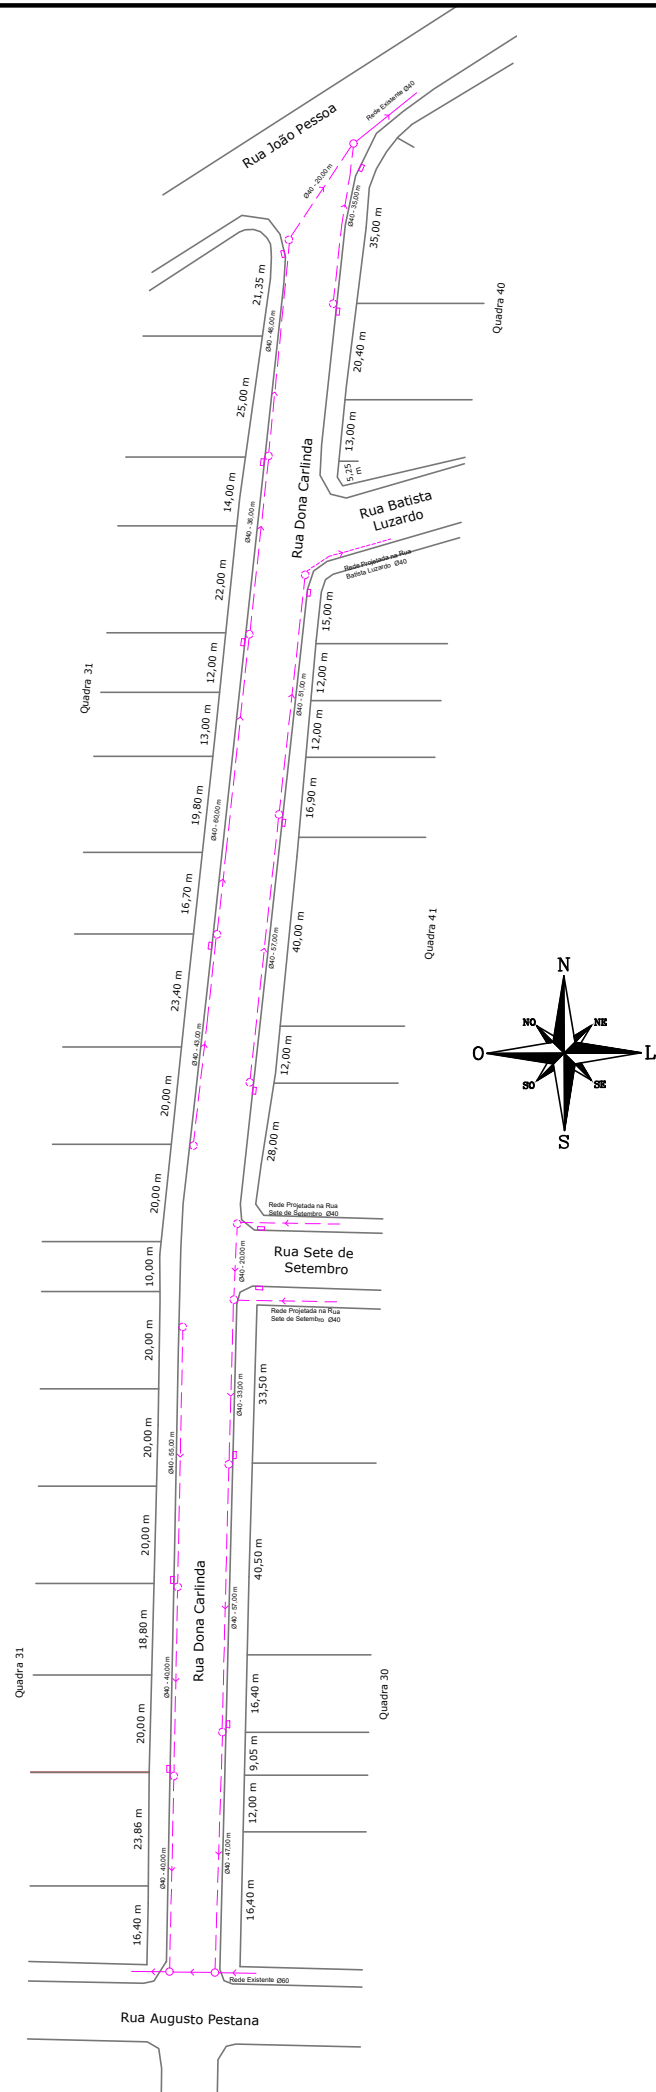 Rede Existente Ø40
Rua João Pessoa
Ø40 - 20,00 m
Ø40 - 35,00 m
35,00 m
21,35 m
Quadra 40
Ø40 - 48,00 m
20,40 m
25,00 m
13,00 m
5,25
m
Rua Dona Carlinda
14,00 m
Rua Batista
Luzardo
Ø40 - 36,00 m
Rede Projetada na Rua
Batista Luzardo Ø40
22,00 m
15,00 m
12,00 m
12,00 m
Quadra 31
Ø40 - 51,00 m
13,00 m
12,00 m
19,80 m
16,90 m
Ø40 - 60,00 m
16,70 m
40,00 m
Quadra 41
Ø40 - 57,00 m
23,40 m
N
NO
NE
O
L
SO
SE
S
Ø40 - 43,00 m
12,00 m
20,00 m
28,00 m
20,00 m
Rede Projetada na Rua
Sete de Setembro Ø40
Rua Sete de
Setembro
10,00 m
Ø40 - 20,00 m
Rede Projetada na Rua
Sete de Setembro Ø40
20,00 m
33,50 m
Ø40 - 33,00 m
20,00 m
Ø40 - 55,00 m
20,00 m
40,50 m
Rua Dona Carlinda
Ø40 - 57,00 m
18,80 m
Quadra 31
Ø40 - 40,00 m
Quadra 30
16,40 m
20,00 m
9,05 m
12,00 m
23,86 m
Ø40 - 40,00 m
Ø40 - 47,00 m
16,40 m
16,40 m
Rede Existente Ø60
Rua Augusto Pestana